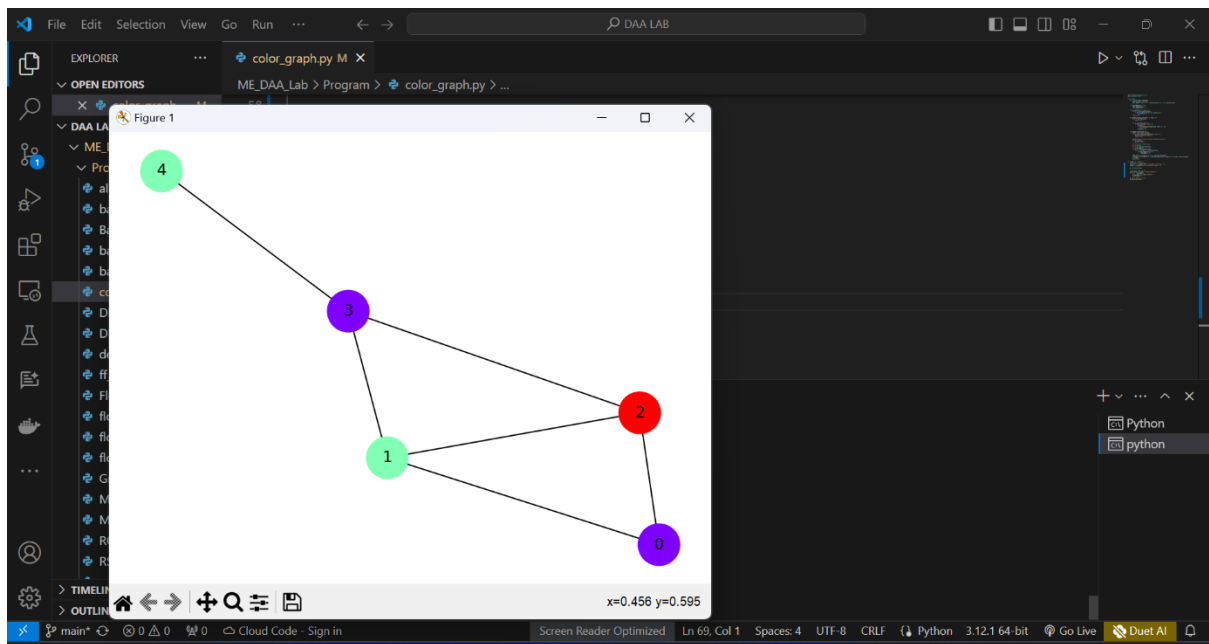 File Edit Selection View Go Run ··· DAA LAB
EXPLORER ···
color_graph.py M
OPEN EDITORS
ME_DAA_Lab > Program > color_graph.py > ...
Figure 1
4
3
2
1
0
x=0.456 y=0.595
Python
python
1
main* 0 0 0 Cloud Code - Sign in Screen Reader Optimized Ln 69, Col 1 Spaces: 4 UTF-8 CRLF Python 3.12.1 64-bit Go Live Duet AI